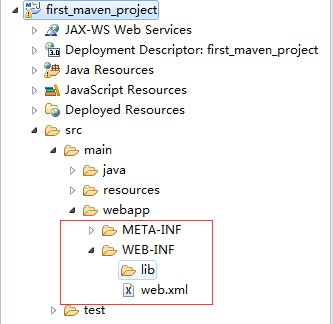 first_maven_project
JAX-WS Web Services
Deployment Descriptor: first_maven_project
Java Resources
JavaScript Resources
Deployed Resources
src
main
java
resources
webapp
META-INF
WEB-INF
lib
web.xml
test